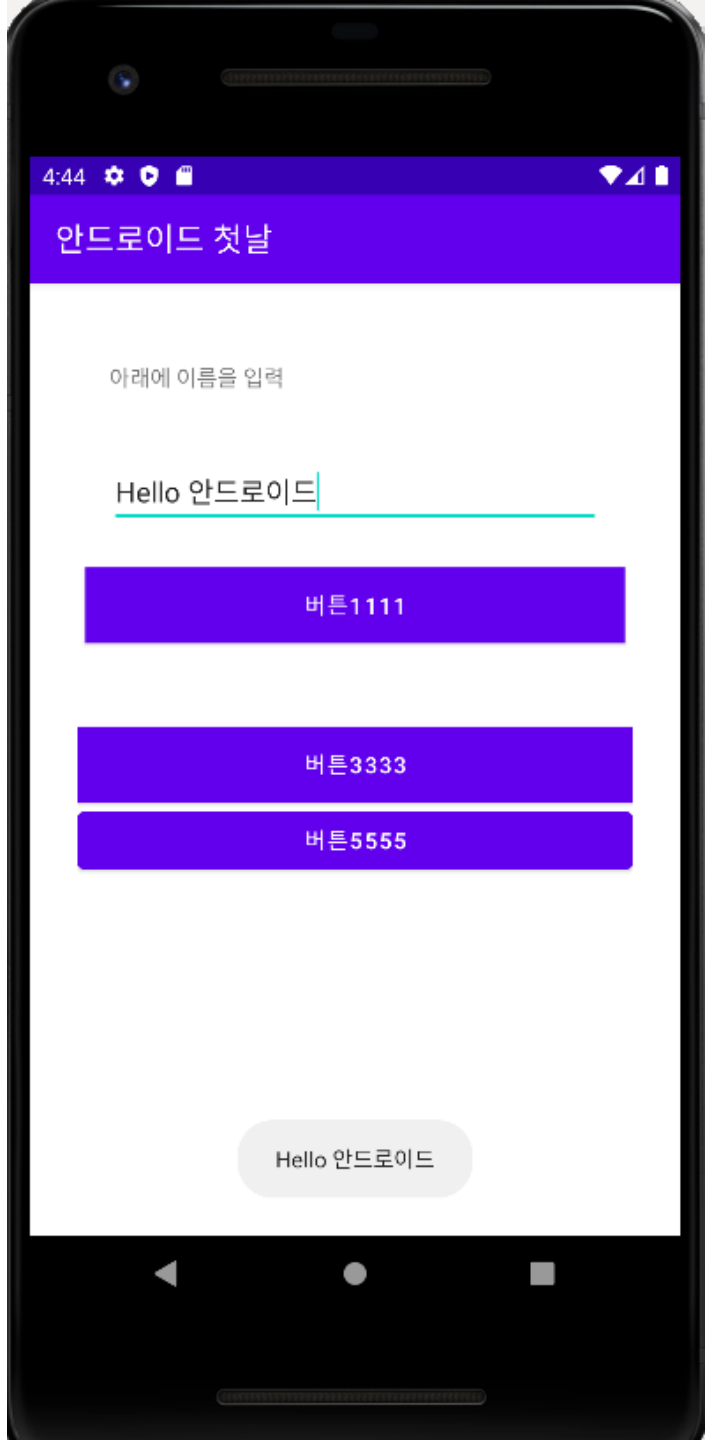 4:44
안드로이드 첫날
아래에 이름을 입력
Hello 안드로이드
버튼1111
버튼3333
버튼5555
Hello 안드로이드